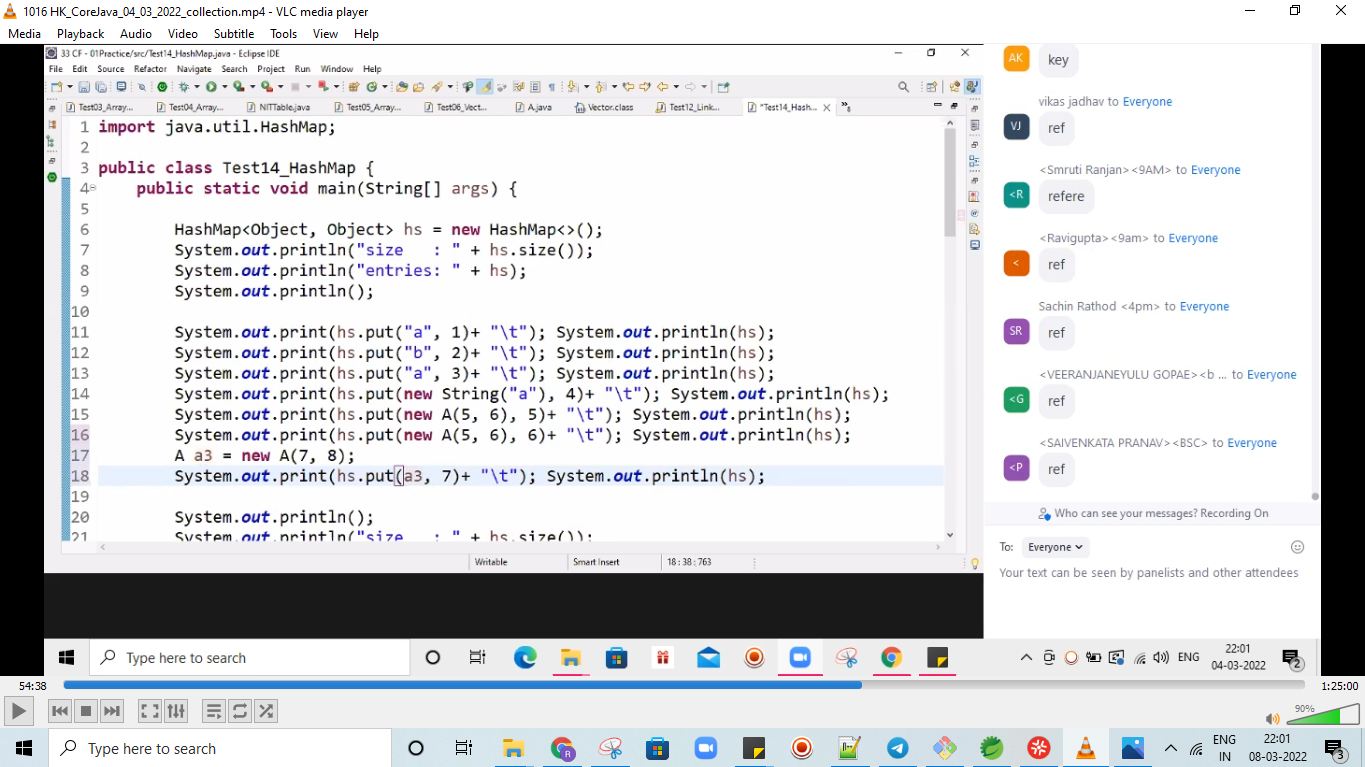 1016 HK_CoreJava_04_03_2022_collection.mp4 - VLC media player
Media Playback Audio Video Subtitle Tools View Help
33 CF - 01Practice/src/Test14_HashMap.java - Eclipse IDE
File Edit Source Refactor Navigate Search Project Run Window Help
Test03_Array... Test04_Array... NITTable.java Test05_Array... Test06_Vect... A.java Vector.class Test12_Link... *Test14_Hash...
1 import java.util.HashMap;
2
3 public class Test14_HashMap {
4 public static void main(String[] args) {
5
6 HashMap<Object, Object> hs = new HashMap<>();
7 System.out.println("size   : " + hs.size());
8 System.out.println("entries: " + hs);
9 System.out.println();
10
11 System.out.print(hs.put("a", 1)+ "\t"); System.out.println(hs);
12 System.out.print(hs.put("b", 2)+ "\t"); System.out.println(hs);
13 System.out.print(hs.put("a", 3)+ "\t"); System.out.println(hs);
14 System.out.print(hs.put(new String("a"), 4)+ "\t"); System.out.println(hs);
15 System.out.print(hs.put(new A(5, 6), 5)+ "\t"); System.out.println(hs);
16 System.out.print(hs.put(new A(5, 6), 6)+ "\t"); System.out.println(hs);
17 A a3 = new A(7, 8);
18 System.out.print(hs.put(a3, 7)+ "\t"); System.out.println(hs);
19
20 System.out.println();
21 System.out.println("size   : " + hs.size());
Writable Smart Insert 18 : 38 : 763
AK key
vikas jadhav to Everyone
VJ ref
<Smruti Ranjan><9AM> to Everyone
<R refere
<Ravigupta><9am> to Everyone
< ref
Sachin Rathod <4pm> to Everyone
SR ref
<VEERANJANEYULU GOPAE><b ... to Everyone
<G ref
<SAIVENKATA PRANAV><BSC> to Everyone
<P ref
Who can see your messages? Recording On
To: Everyone
Your text can be seen by panelists and other attendees
Type here to search
ENG 22:01
04-03-2022 2
54:38 1:25:00
90%
Type here to search
ENG 22:01
IN 08-03-2022 3